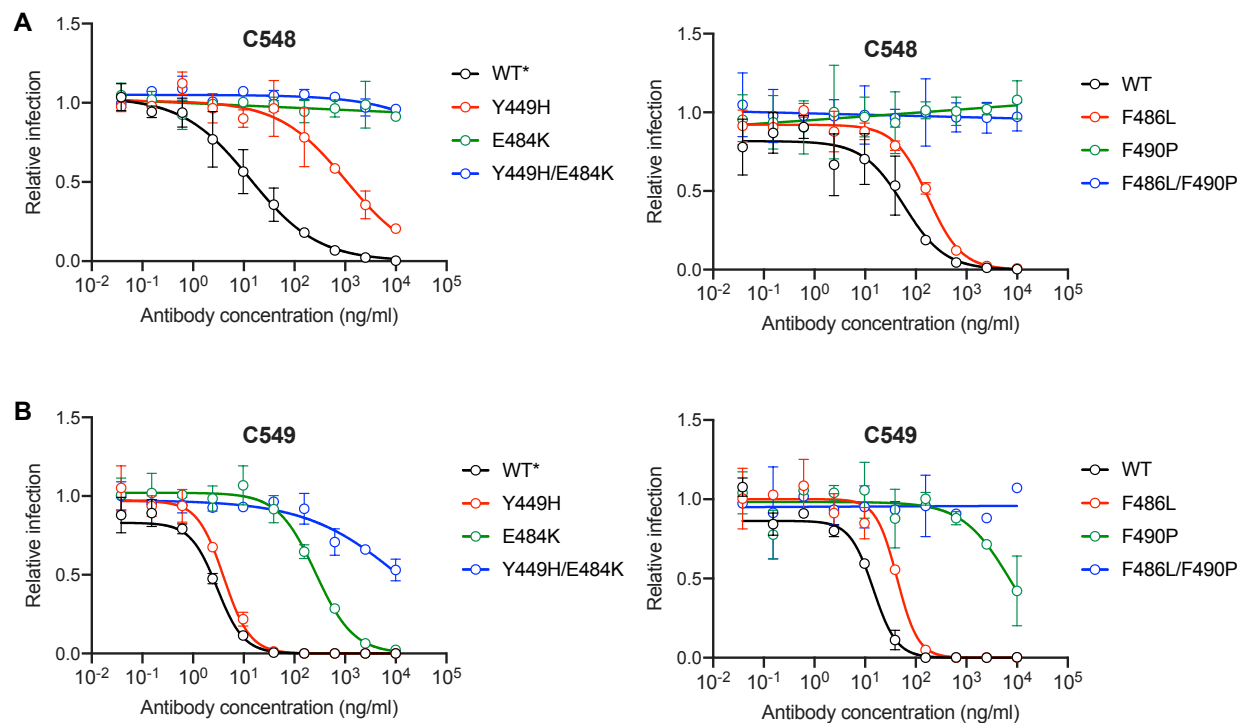 A
C548
Relative infection
1.5
1.0
0.5
0.0
10-2 10-1 100 101 102 103 104 105
Antibody concentration (ng/ml)
WT*
Y449H
E484K
Y449H/E484K
C548
Relative infection
1.5
1.0
0.5
0.0
10-2 10-1 100 101 102 103 104 105
Antibody concentration (ng/ml)
WT
F486L
F490P
F486L/F490P
B
C549
Relative infection
1.5
1.0
0.5
0.0
10-2 10-1 100 101 102 103 104 105
Antibody concentration (ng/ml)
WT*
Y449H
E484K
Y449H/E484K
C549
Relative infection
1.5
1.0
0.5
0.0
10-2 10-1 100 101 102 103 104 105
Antibody concentration (ng/ml)
WT
F486L
F490P
F486L/F490P